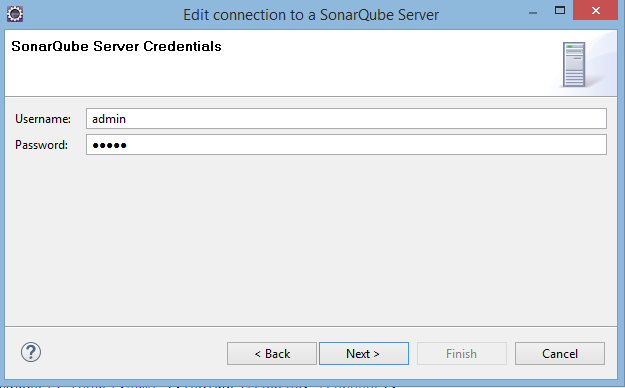 Edit connection to a SonarQube Server
SonarQube Server Credentials
Username: admin
Password: ●●●●●
< Back Next > Finish Cancel